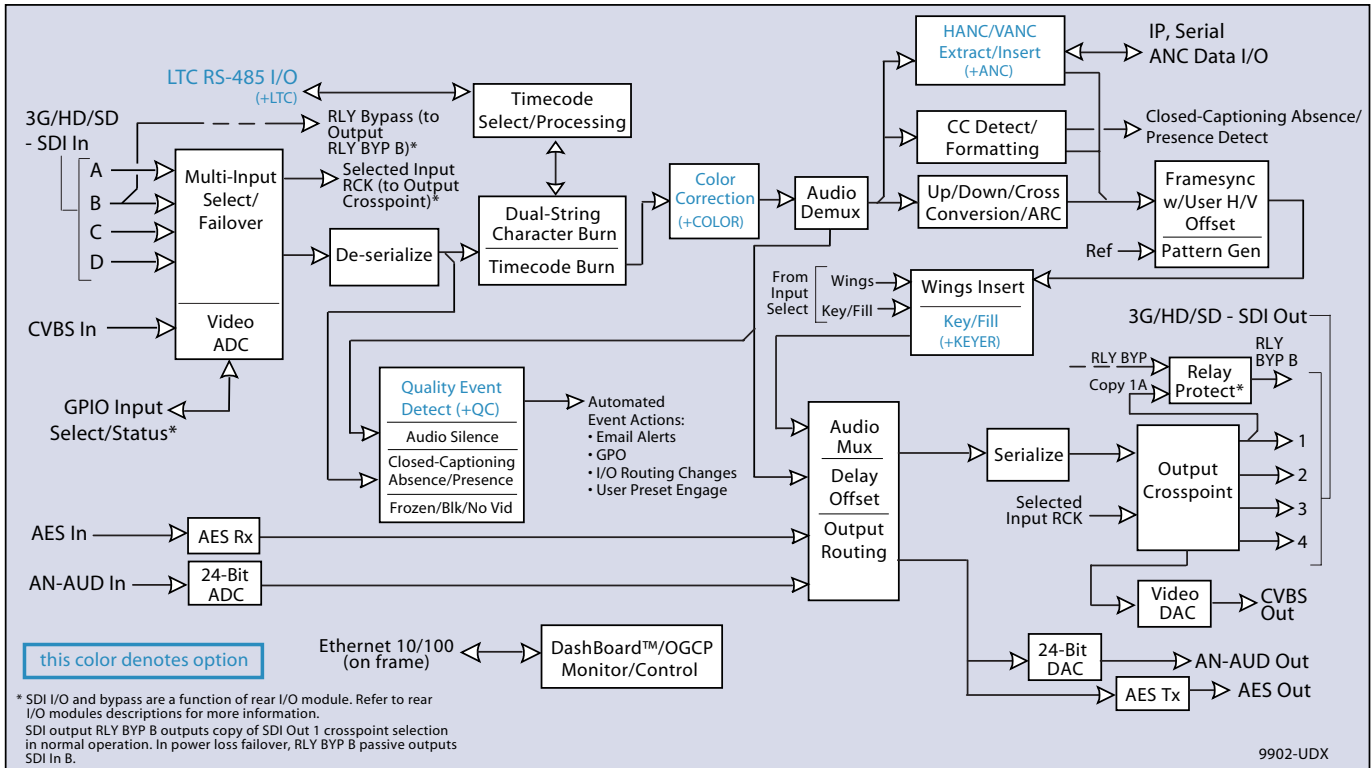 HANC/VANC
Extract/Insert
(+ANC)
IP, Serial
ANC Data I/O
LTC RS-485 I/O
(+LTC)
Timecode
Select/Processing
3G/HD/SD
- SDI In
RLY Bypass (to
Output
RLY BYP B)*
CC Detect/
Formatting
Closed-Captioning Absence/
Presence Detect
A
B
C
D
Multi-Input
Select/
Failover
Selected Input
RCK (to Output
Crosspoint)*
Color
Correction
(+COLOR)
Audio
Demux
Up/Down/Cross
Conversion/ARC
Framesync
w/User H/V
Offset
Pattern Gen
Ref
Dual-String
Character Burn
Timecode Burn
De-serialize
From
Input
Select
Wings
Key/Fill
Wings Insert
Key/Fill
(+KEYER)
CVBS In
Video
ADC
3G/HD/SD - SDI Out
RLY BYP
Copy 1A
Relay
Protect*
RLY
BYP B
GPIO Input
Select/Status*
Quality Event
Detect (+QC)
Audio Silence
Closed-Captioning
Absence/Presence
Frozen/Blk/No Vid
Automated
Event Actions:
• Email Alerts
• GPO
• I/O Routing Changes
• User Preset Engage
Audio
Mux
Delay
Offset
Output
Routing
Serialize
Selected
Input RCK
Output
Crosspoint
1
2
3
4
AES In
AES Rx
AN-AUD In
24-Bit
ADC
Video
DAC
CVBS
Out
this color denotes option
Ethernet 10/100
(on frame)
DashBoard™/OGCP
Monitor/Control
24-Bit
DAC
AN-AUD Out
AES Tx
AES Out
* SDI I/O and bypass are a function of rear I/O module. Refer to rear
I/O modules descriptions for more information.
SDI output RLY BYP B outputs copy of SDI Out 1 crosspoint selection
in normal operation. In power loss failover, RLY BYP B passive outputs
SDI In B.
9902-UDX